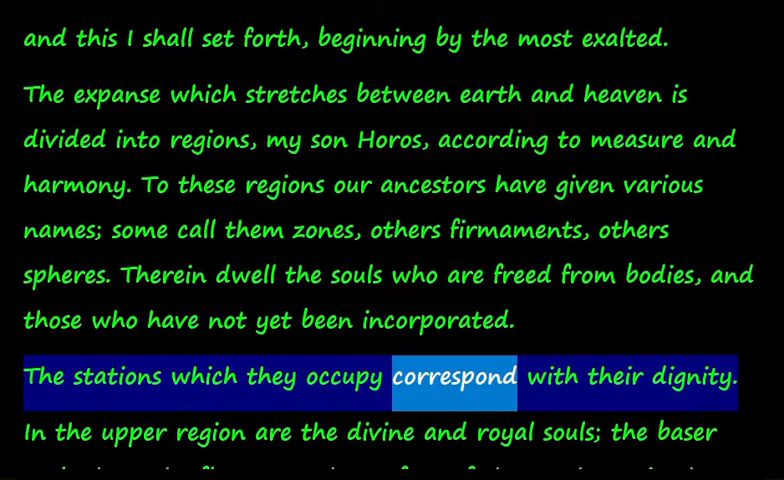 and this I shall set forth, beginning by the most exalted.
The expanse which stretches between earth and heaven is
divided into regions, my son Horos, according to measure and
harmony. To these regions our ancestors have given various
names; some call them zones, others firmaments, others
spheres. Therein dwell the souls who are freed from bodies, and
those who have not yet been incorporated.
The stations which they occupy correspond with their dignity.
In the upper region are the divine and royal souls; the baser